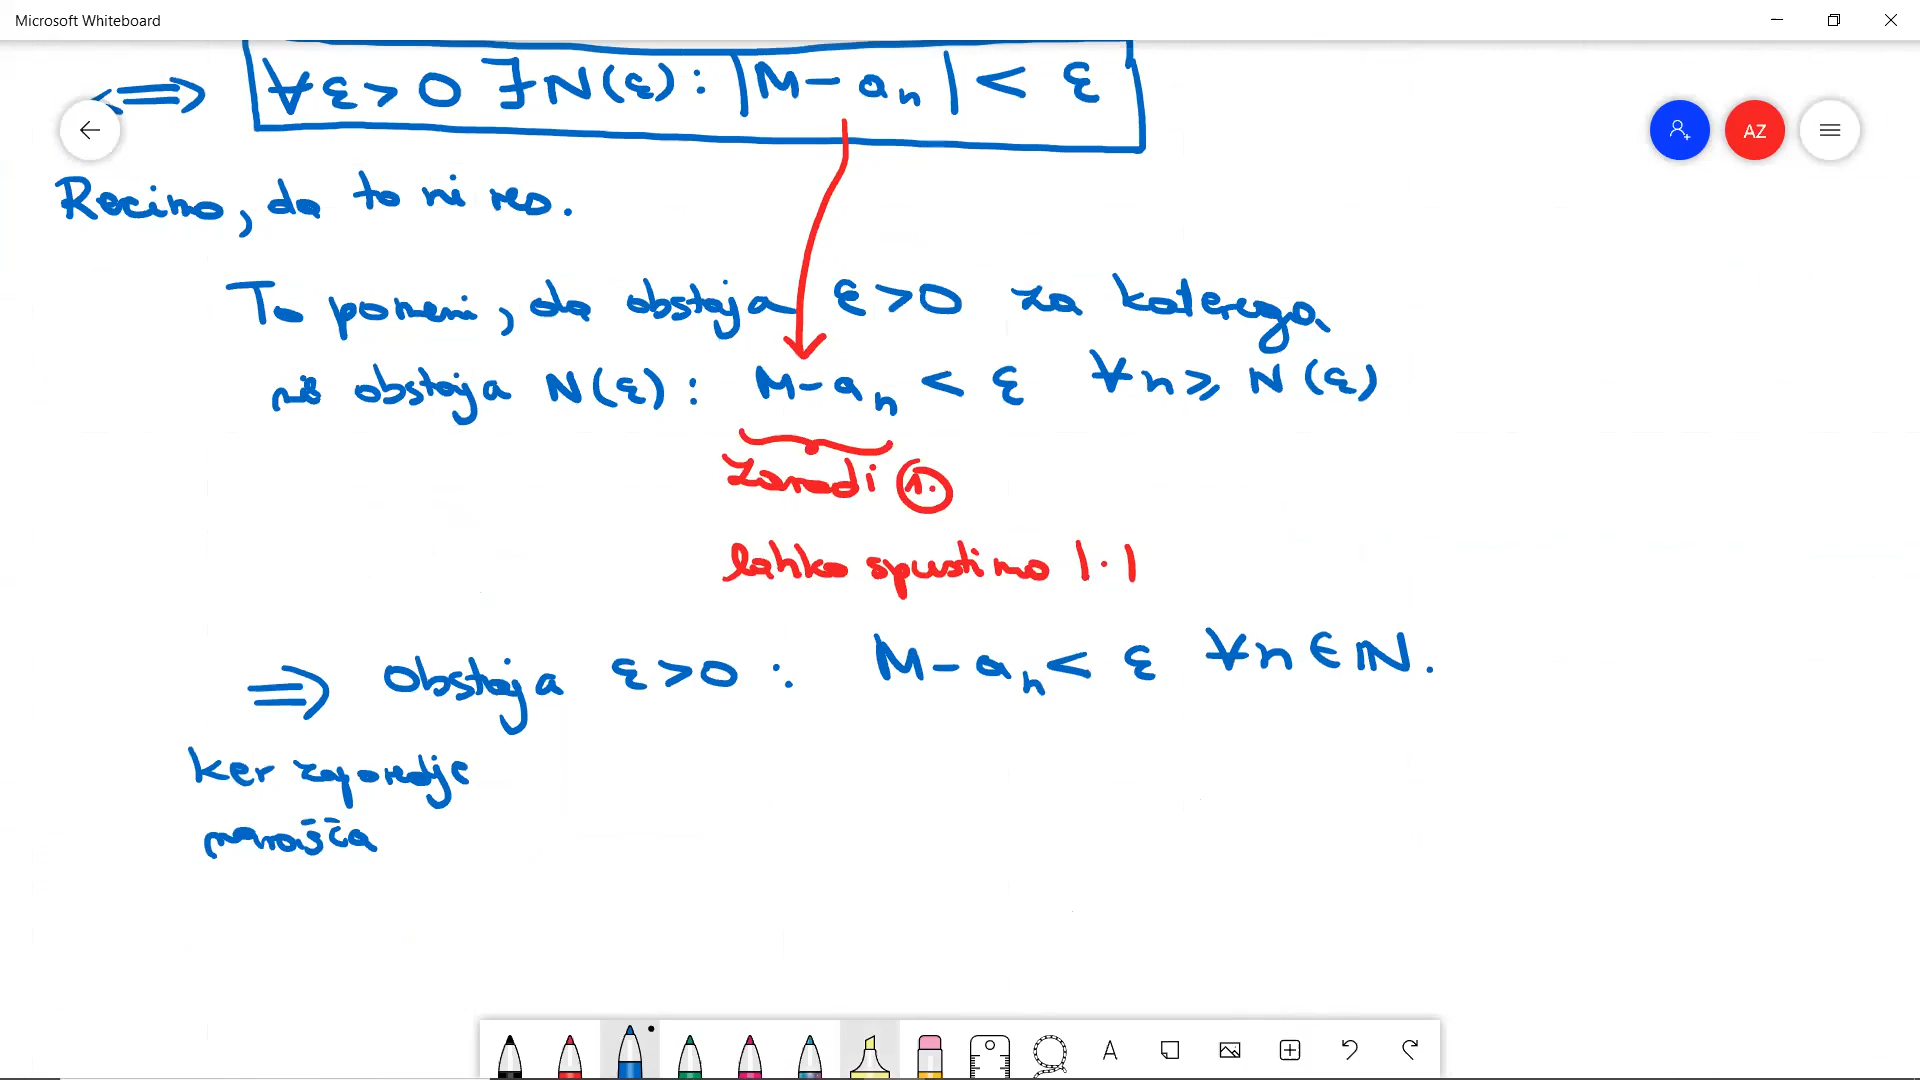 Microsoft Whiteboard
⟹ ∀ε>0 ∃N(ε): |M-aₙ| < ε
AZ
Recimo, da to ni res.
To pomeni, da obstaja ε>0 za katerega
ne obstaja N(ε): M-aₙ < ε ∀n≥N(ε)
Zaradi 1.
lahko spustimo |·|
⟹ Obstaja ε>0: M-aₙ < ε ∀n∈ℕ.
ker zaporedje
narašča
A